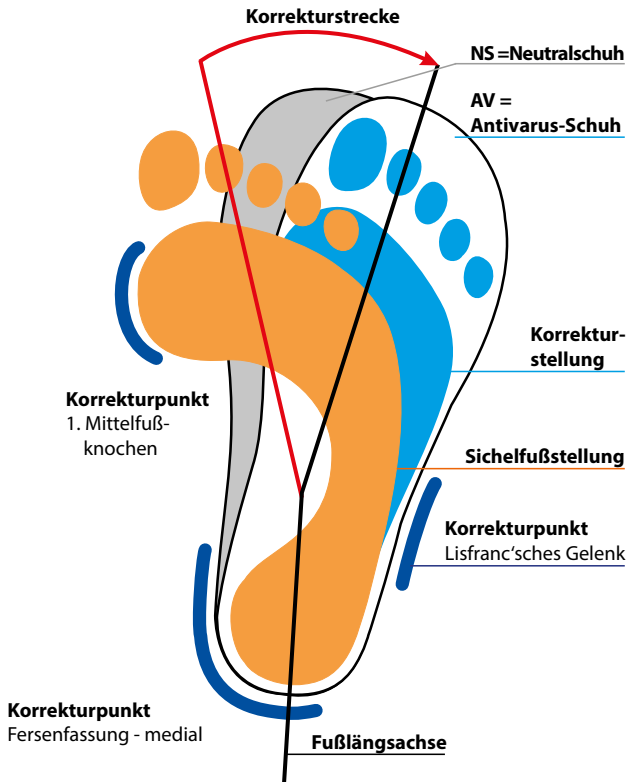 Korrekturstrecke
NS =Neutralschuh
AV =
Antivarus-Schuh
Korrektur-
stellung
Korrekturpunkt
1. Mittelfuß-
knochen
Sichelfußstellung
Korrekturpunkt
Lisfranc‘sches Gelenk
Korrekturpunkt
Fersenfassung - medial
Fußlängsachse